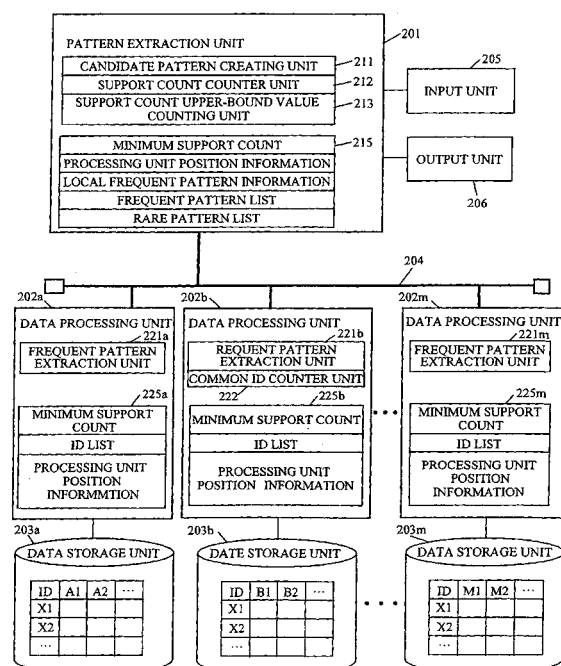 201
PATTERN EXTRACTION UNIT
CANDIDATE PATTERN CREATING UNIT
211
SUPPORT COUNT COUNTER UNIT
212
SUPPORT COUNT UPPER-BOUND VALUE
COUNTING UNIT
213
MINIMUM SUPPORT COUNT
215
PROCESSING UNIT POSITION INFORMATION
LOCAL FREQUENT PATTERN INFORMATION
FREQUENT PATTERN LIST
RARE PATTERN LIST
205
INPUT UNIT
OUTPUT UNIT
206
204
202a
DATA PROCESSING UNIT
221a
FREQUENT PATTERN
EXTRACTION UNIT
225a
MINIMUM SUPPORT
COUNT
ID LIST
PROCESSING UNIT
POSITION
INFORMMTION
202b
DATA PROCESSING UNIT
221b
REQUENT PATTERN
EXTRACTION UNIT
COMMON ID COUNTER UNIT
222
225b
MINIMUM SUPPORT COUNT
ID LIST
PROCESSING UNIT
POSITION INFORMATION
202m
DATA PROCESSING UNIT
221m
FREQUENT PATTERN
EXTRACTION UNIT
225m
MINIMUM SUPPORT
COUNT
ID LIST
PROCESSING UNIT
POSITION
INFORMATION
203a
DATA STORAGE UNIT
ID A1 A2 ...
X1
X2
...
203b
DATE STORAGE UNIT
ID B1 B2 ...
X1
X2
...
203m
DATA STORAGE UNIT
ID M1 M2 ...
X1
X2
...